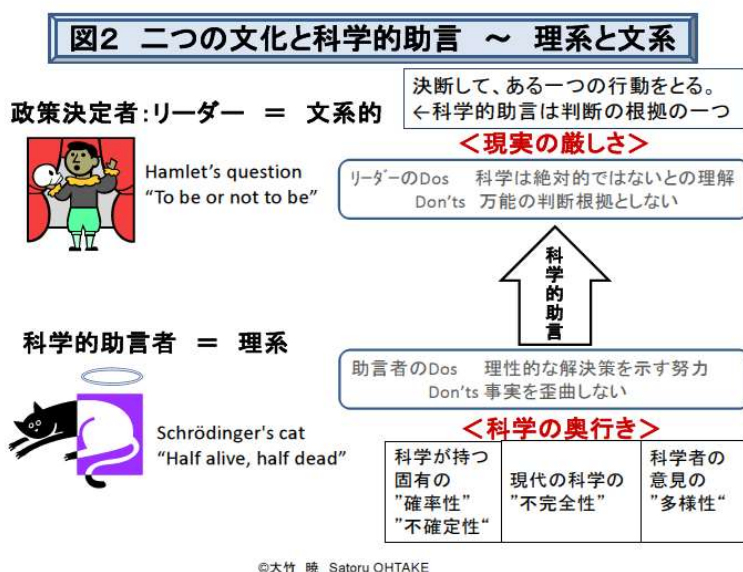 図2 二つの文化と科学的助言 ～ 理系と文系
政策決定者：リーダー ＝ 文系的
決断して、ある一つの行動をとる。
←科学的助言は判断の根拠の一つ
＜現実の厳しさ＞
Hamlet's question
“To be or not to be”
ﾘｰﾀﾞｰのDos 科学は絶対的ではないとの理解
Don'ts 万能の判断根拠としない
科学的助言
科学的助言者 ＝ 理系
助言者のDos 理性的な解決策を示す努力
Don'ts 事実を歪曲しない
＜科学の奥行き＞
Schrödinger's cat
“Half alive, half dead”
科学が持つ
固有の
”確率性”
”不確定性“
現代の科学の
”不完全性”
科学者の
意見の
”多様性“
©大竹 暁 Satoru OHTAKE